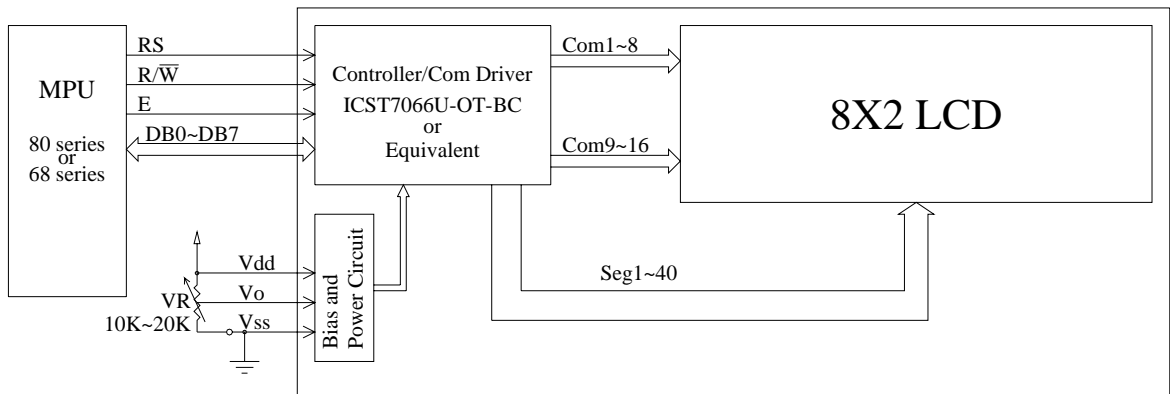 MPU
80 series
or
68 series
RS
R/W̅
E
DB0~DB7
Controller/Com Driver
ICST7066U-OT-BC
or
Equivalent
Com1~8
Com9~16
8X2 LCD
Seg1~40
Vdd
Vo
Vss
VR
10K~20K
Bias and
Power Circuit